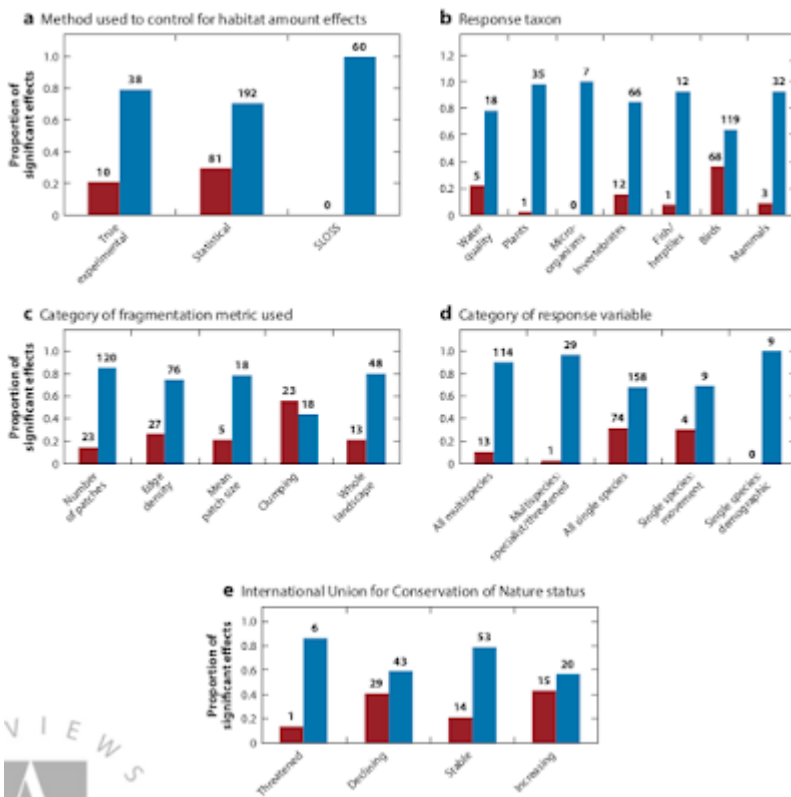 a Method used to control for habitat amount effects
Proportion of
significant effects
1.0
0.8
0.6
0.4
0.2
0
10
38
81
192
0
60
True
experimental
Statistical
SLOSS
b Response taxon
1.2
1.0
0.8
0.6
0.4
0.2
0
5
18
1
35
0
7
12
66
1
12
68
119
3
32
Water
quality
Plants
Micro-
organisms
Invertebrates
Fish/
herptiles
Birds
Mammals
c Category of fragmentation metric used
Proportion of
significant effects
1.0
0.8
0.6
0.4
0.2
0
23
120
27
76
5
18
23
18
13
48
Number
of patches
Edge
density
Mean
patch size
Clumping
Whole
landscape
d Category of response variable
1.0
0.8
0.6
0.4
0.2
0
13
114
1
29
74
158
4
9
0
9
All multispecies
Multispecies:
specialist/threatened
All single species
Single species:
movement
Single species:
demographic
e International Union for Conservation of Nature status
Proportion of
significant effects
1.0
0.8
0.6
0.4
0.2
0
1
6
29
43
14
53
15
20
Threatened
Declining
Stable
Increasing
VIEWS
A